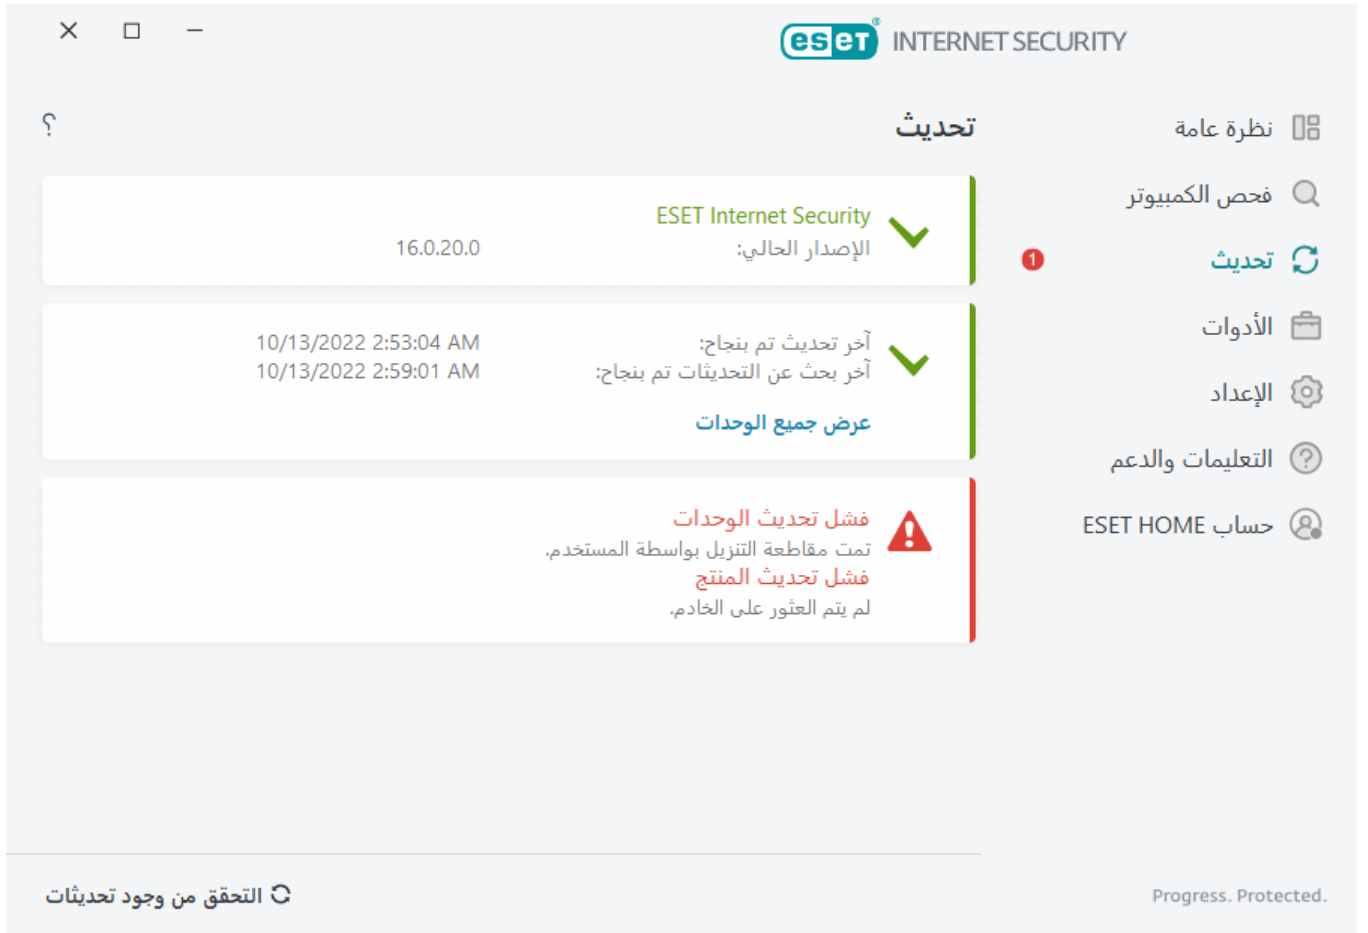 eset® INTERNET SECURITY
نظرة عامة
فحص الكمبيوتر
تحديث
1
الأدوات
الإعداد
التعليمات والدعم
حساب ESET HOME
Progress. Protected.
تحديث
؟
ESET Internet Security
الإصدار الحالي: 16.0.20.0
آخر تحديث تم بنجاح: 10/13/2022 2:53:04 AM
آخر بحث عن التحديثات تم بنجاح: 10/13/2022 2:59:01 AM
عرض جميع الوحدات
فشل تحديث الوحدات
تمت مقاطعة التنزيل بواسطة المستخدم.
فشل تحديث المنتج
لم يتم العثور على الخادم.
التحقق من وجود تحديثات